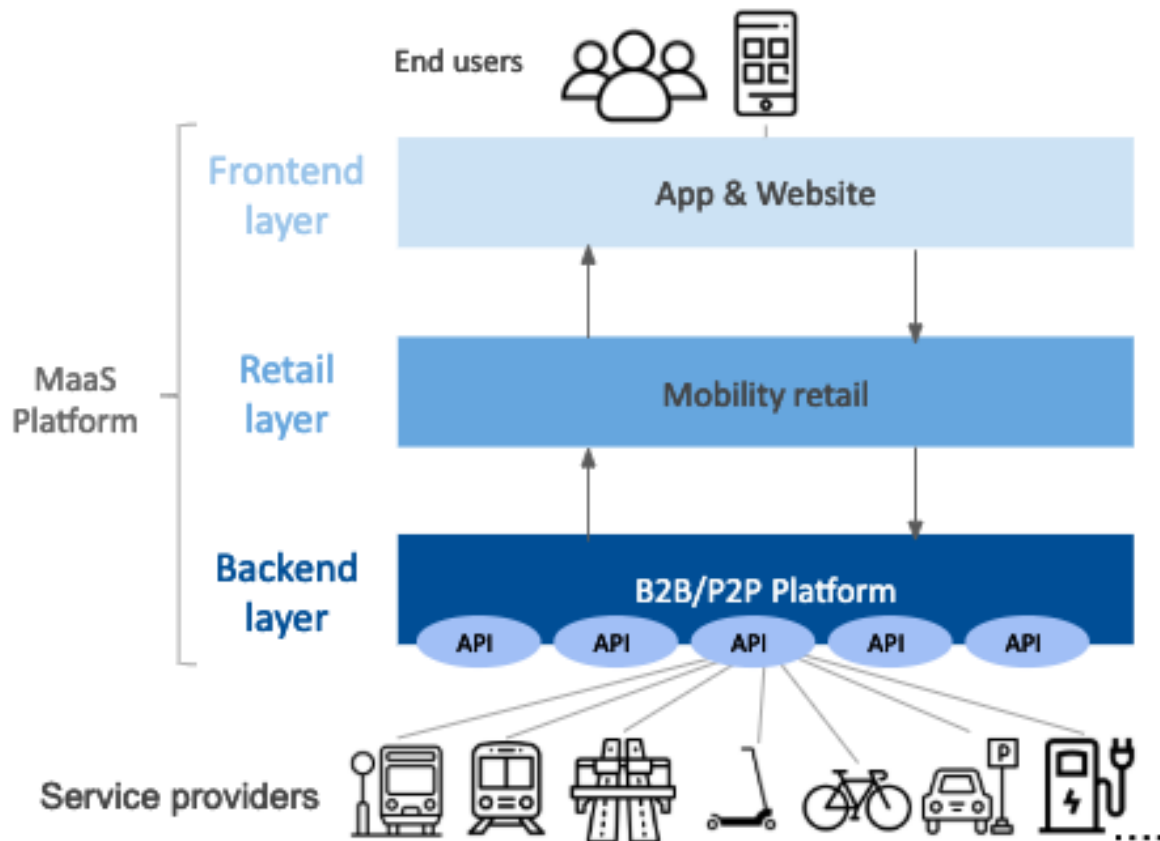 End users
Frontend
layer
App & Website
MaaS
Platform
Retail
layer
Mobility retail
Backend
layer
B2B/P2P Platform
API
API
API
API
API
Service providers
P
....